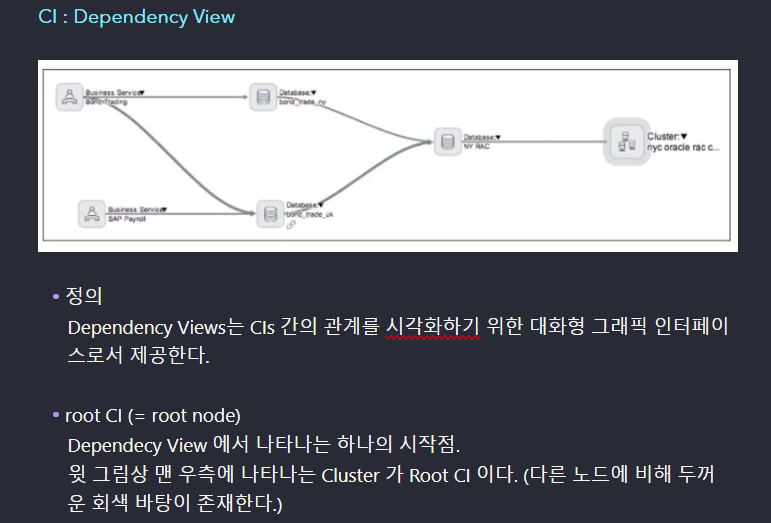 CI : Dependency View
Business Service▼
Bond Trading
Database:▼
bond_trade_ny
Database:▼
NY RAC
Cluster:▼
nyc oracle rac c...
Business Service▼
SAP Payroll
Database:▼
bond_trade_uk
• 정의
Dependency Views는 CIs 간의 관계를 시각화하기 위한 대화형 그래픽 인터페이
스로서 제공한다.
• root CI (= root node)
Dependecy View 에서 나타나는 하나의 시작점.
윗 그림상 맨 우측에 나타나는 Cluster 가 Root CI 이다. (다른 노드에 비해 두꺼
운 회색 바탕이 존재한다.)